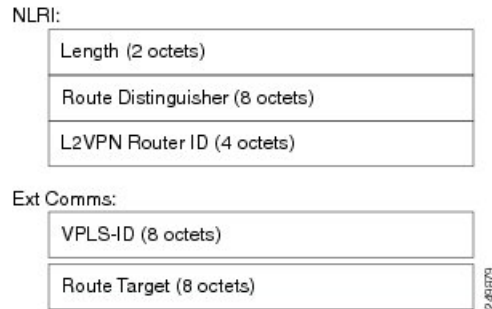 NLRI:
Length (2 octets)
Route Distinguisher (8 octets)
L2VPN Router ID (4 octets)
Ext Comms:
VPLS-ID (8 octets)
Route Target (8 octets)
249879